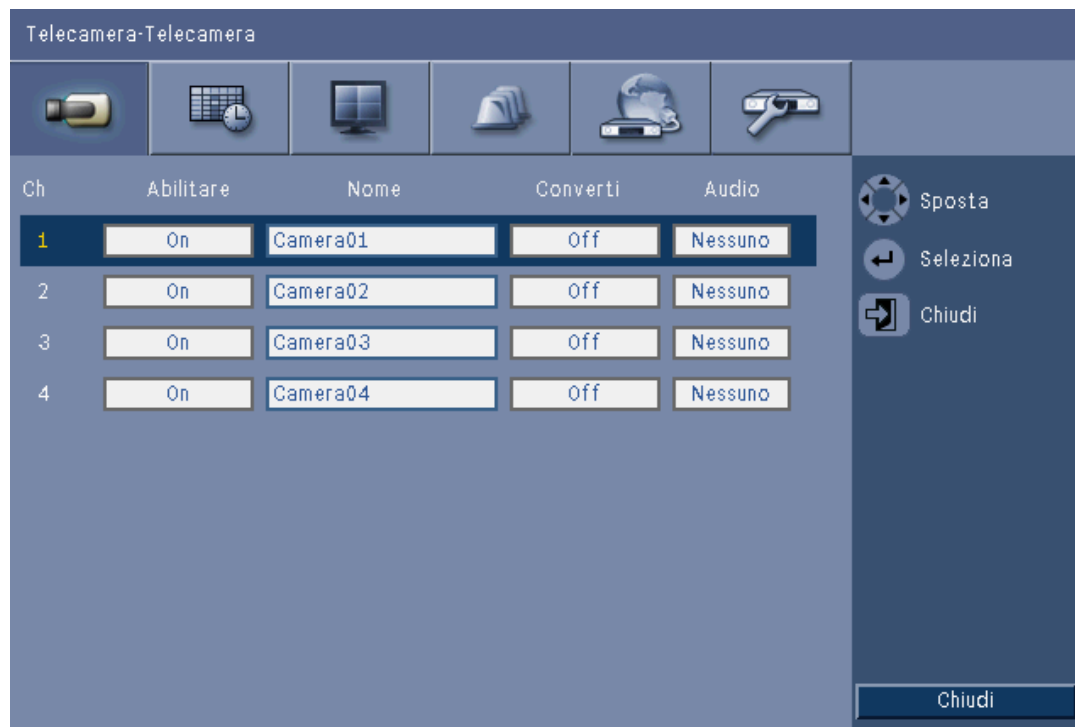 Telecamera-Telecamera
Ch Abilitare Nome Converti Audio
1 On Camera01 Off Nessuno
2 On Camera02 Off Nessuno
3 On Camera03 Off Nessuno
4 On Camera04 Off Nessuno
Sposta
Seleziona
Chiudi
Chiudi